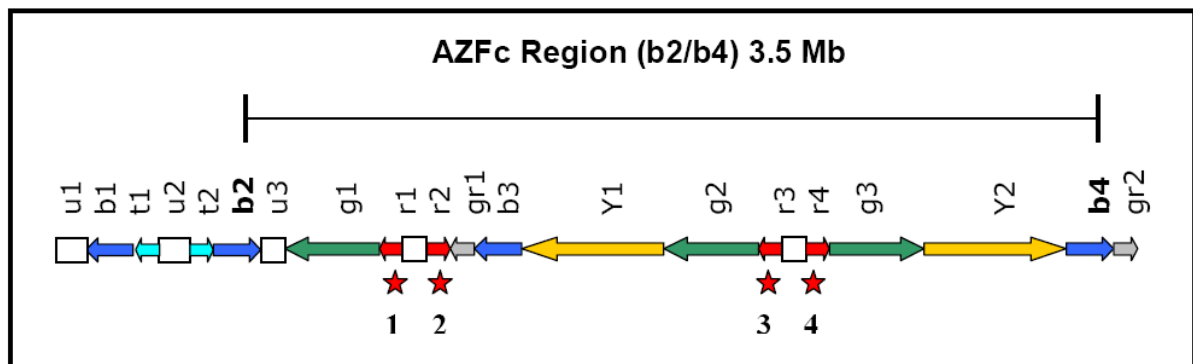 AZFc Region (b2/b4) 3.5 Mb
u1 b1 t1 u2 t2 b2 u3 g1 r1 r2 gr1 b3 Y1 g2 r3 r4 g3 Y2 b4 gr2
1 2 3 4